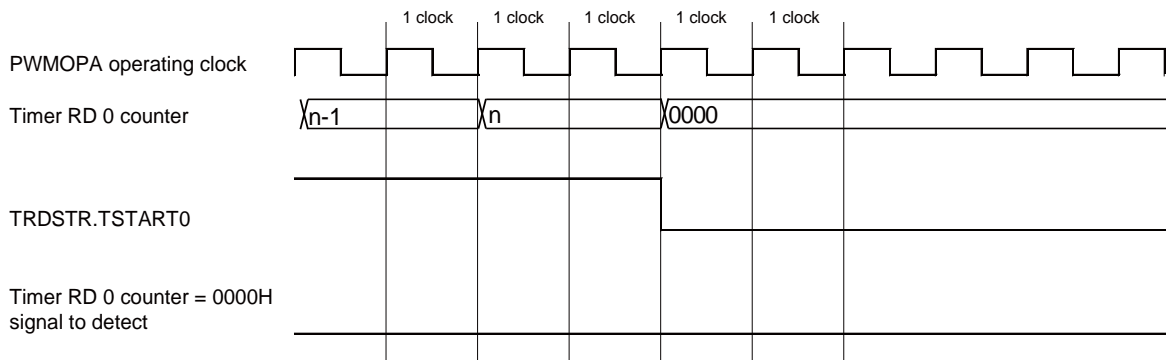 1 clock 1 clock 1 clock 1 clock 1 clock
PWMOPA operating clock
Timer RD 0 counter n-1 n 0000
TRDSTR.TSTART0
Timer RD 0 counter = 0000H
signal to detect